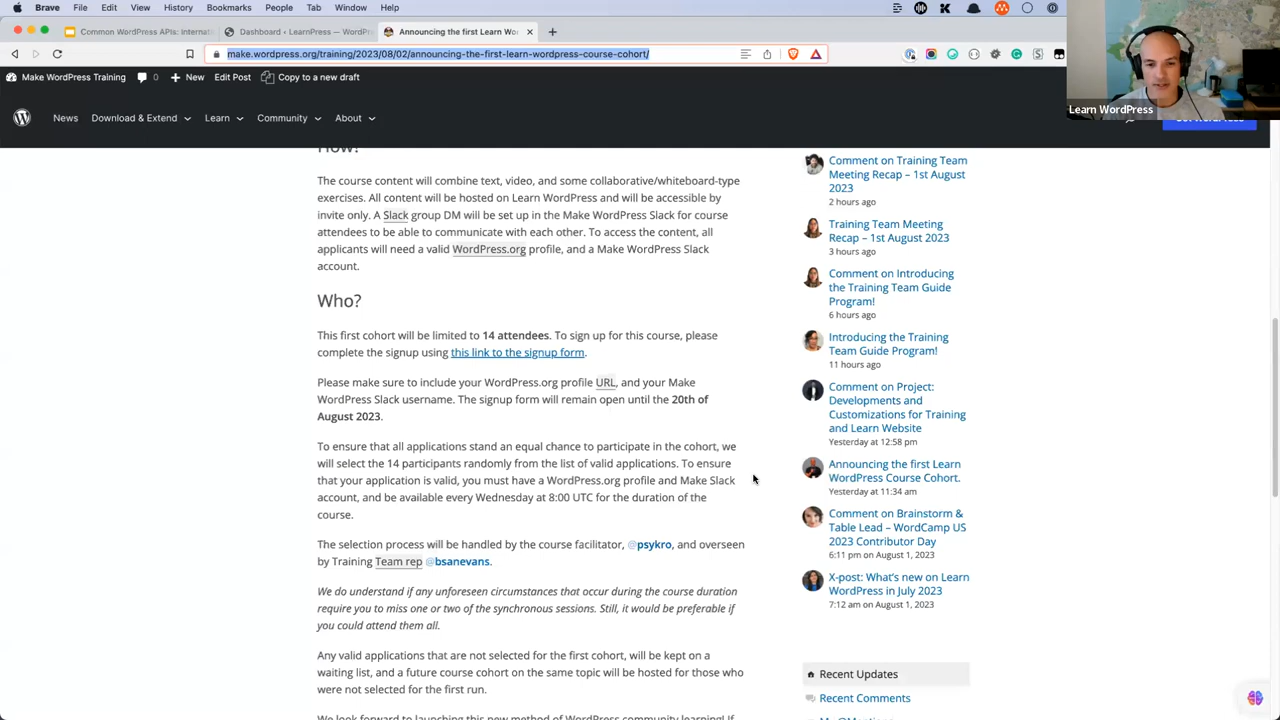 Brave File Edit View History Bookmarks People Tab Window Help
Common WordPress APIs: Internat
Dashboard ‹ LearnPress — WordPr
Announcing the first Learn Wor
make.wordpress.org/training/2023/08/02/announcing-the-first-learn-wordpress-course-cohort/
Make WordPress Training 0 New Edit Post Copy to a new draft
Learn WordPress
News Download & Extend Learn Community About
How?
The course content will combine text, video, and some collaborative/whiteboard-type
exercises. All content will be hosted on Learn WordPress and will be accessible by
invite only. A Slack group DM will be set up in the Make WordPress Slack for course
attendees to be able to communicate with each other. To access the content, all
applicants will need a valid WordPress.org profile, and a Make WordPress Slack
account.
Who?
This first cohort will be limited to 14 attendees. To sign up for this course, please
complete the signup using this link to the signup form.
Please make sure to include your WordPress.org profile URL, and your Make
WordPress Slack username. The signup form will remain open until the 20th of
August 2023.
To ensure that all applications stand an equal chance to participate in the cohort, we
will select the 14 participants randomly from the list of valid applications. To ensure
that your application is valid, you must have a WordPress.org profile and Make Slack
account, and be available every Wednesday at 8:00 UTC for the duration of the
course.
The selection process will be handled by the course facilitator, @psykro, and overseen
by Training Team rep @bsanevans.
We do understand if any unforeseen circumstances that occur during the course duration
require you to miss one or two of the synchronous sessions. Still, it would be preferable if
you could attend them all.
Any valid applications that are not selected for the first cohort, will be kept on a
waiting list, and a future course cohort on the same topic will be hosted for those who
were not selected for the first run.
We look forward to launching this new method of WordPress community learning! If
Comment on Training Team
Meeting Recap – 1st August
2023
2 hours ago
Training Team Meeting
Recap – 1st August 2023
3 hours ago
Comment on Introducing
the Training Team Guide
Program!
6 hours ago
Introducing the Training
Team Guide Program!
11 hours ago
Comment on Project:
Developments and
Customizations for Training
and Learn Website
Yesterday at 12:58 pm
Announcing the first Learn
WordPress Course Cohort.
Yesterday at 11:34 am
Comment on Brainstorm &
Table Lead – WordCamp US
2023 Contributor Day
6:11 pm on August 1, 2023
X-post: What's new on Learn
WordPress in July 2023
7:12 am on August 1, 2023
Recent Updates
Recent Comments